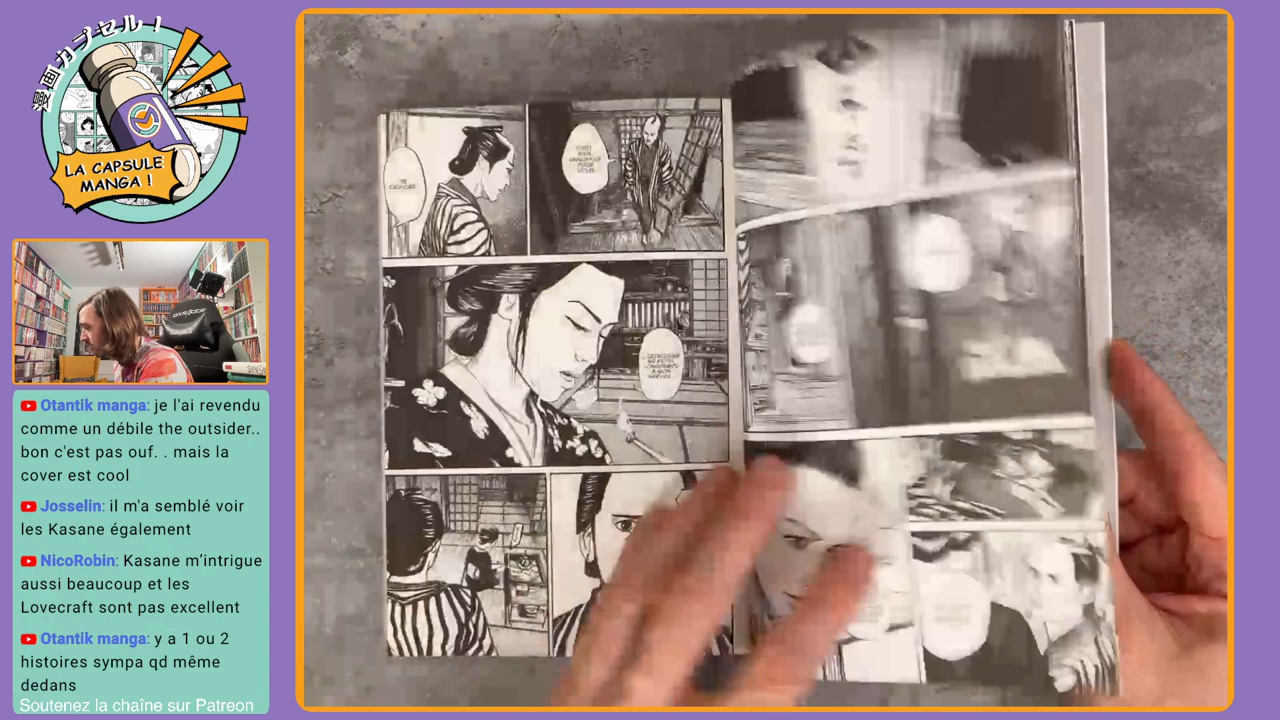 漫画カプセル！
LA CAPSULE
MANGA !
DXRACER
Otantik manga: je l'ai revendu
comme un débile the outsider..
bon c'est pas ouf. . mais la
cover est cool
Josselin: il m'a semblé voir
les Kasane également
NicoRobin: Kasane m’intrigue
aussi beaucoup et les
Lovecraft sont pas excellent
Otantik manga: y a 1 ou 2
histoires sympa qd même
dedans
Soutenez la chaîne sur Patreon